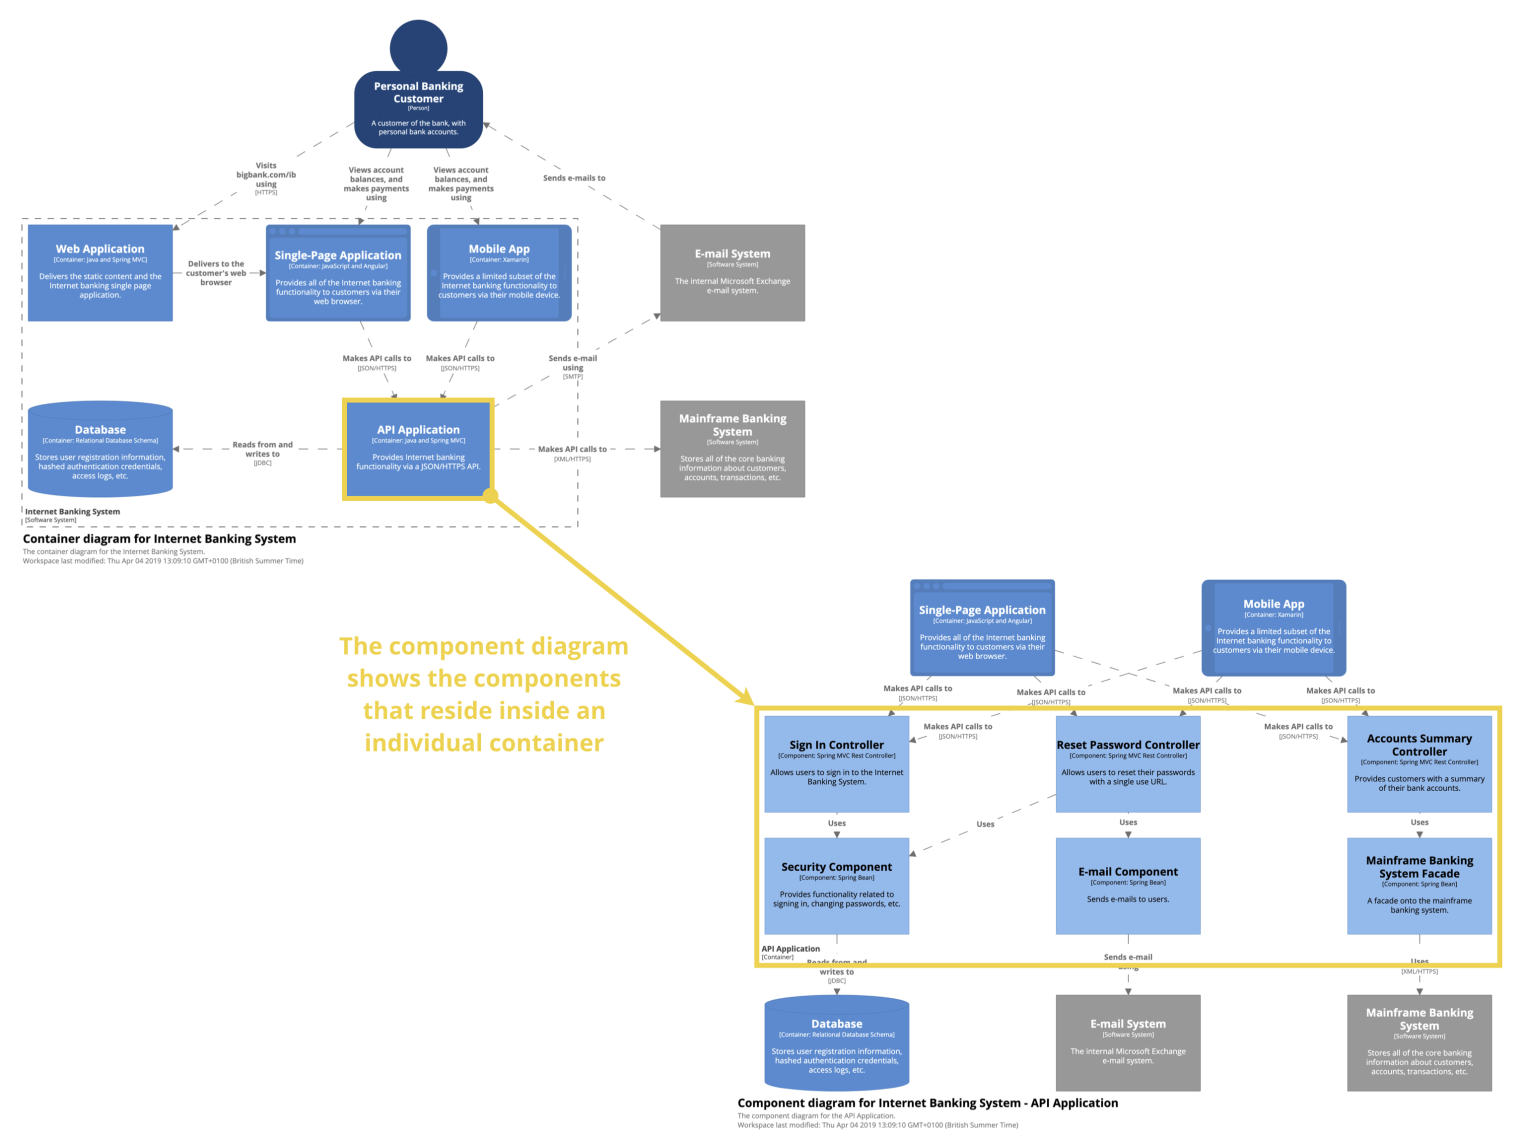 Personal Banking
Customer
[Person]
A customer of the bank, with
personal bank accounts.
Visits
bigbank.com/ib
using
[HTTPS]
Views account
balances, and
makes payments
using
Views account
balances, and
makes payments
using
Sends e-mails to
Web Application
[Container: Java and Spring MVC]
Delivers the static content and the
Internet banking single page
application.
Delivers to the
customer's web
browser
Single-Page Application
[Container: JavaScript and Angular]
Provides all of the Internet banking
functionality to customers via their
web browser.
Mobile App
[Container: Xamarin]
Provides a limited subset of the
Internet banking functionality to
customers via their mobile device.
E-mail System
[Software System]
The internal Microsoft Exchange
e-mail system.
Makes API calls to
[JSON/HTTPS]
Makes API calls to
[JSON/HTTPS]
Sends e-mail
using
[SMTP]
Database
[Container: Relational Database Schema]
Stores user registration information,
hashed authentication credentials,
access logs, etc.
Reads from and
writes to
[JDBC]
API Application
[Container: Java and Spring MVC]
Provides Internet banking
functionality via a JSON/HTTPS API.
Makes API calls to
[XML/HTTPS]
Mainframe Banking
System
[Software System]
Stores all of the core banking
information about customers,
accounts, transactions, etc.
Internet Banking System
[Software System]
Container diagram for Internet Banking System
The container diagram for the Internet Banking System.
Workspace last modified: Thu Apr 04 2019 13:09:10 GMT+0100 (British Summer Time)
The component diagram
shows the components
that reside inside an
individual container
Single-Page Application
[Container: JavaScript and Angular]
Provides all of the Internet banking
functionality to customers via their
web browser.
Mobile App
[Container: Xamarin]
Provides a limited subset of the
Internet banking functionality to
customers via their mobile device.
Makes API calls to
[JSON/HTTPS]
Makes API calls to
[JSON/HTTPS]
Makes API calls to
[JSON/HTTPS]
Makes API calls to
[JSON/HTTPS]
Makes API calls to
[JSON/HTTPS]
Makes API calls to
[JSON/HTTPS]
Sign In Controller
[Component: Spring MVC Rest Controller]
Allows users to sign in to the Internet
Banking System.
Reset Password Controller
[Component: Spring MVC Rest Controller]
Allows users to reset their passwords
with a single use URL.
Accounts Summary
Controller
[Component: Spring MVC Rest Controller]
Provides customers with a summary
of their bank accounts.
Uses
Uses
Uses
Uses
Security Component
[Component: Spring Bean]
Provides functionality related to
signing in, changing passwords, etc.
E-mail Component
[Component: Spring Bean]
Sends e-mails to users.
Mainframe Banking
System Facade
[Component: Spring Bean]
A facade onto the mainframe
banking system.
API Application
[Container]
Reads from and
writes to
[JDBC]
Sends e-mail
using
Uses
[XML/HTTPS]
Database
[Container: Relational Database Schema]
Stores user registration information,
hashed authentication credentials,
access logs, etc.
E-mail System
[Software System]
The internal Microsoft Exchange
e-mail system.
Mainframe Banking
System
[Software System]
Stores all of the core banking
information about customers,
accounts, transactions, etc.
Component diagram for Internet Banking System - API Application
The component diagram for the API Application.
Workspace last modified: Thu Apr 04 2019 13:09:10 GMT+0100 (British Summer Time)